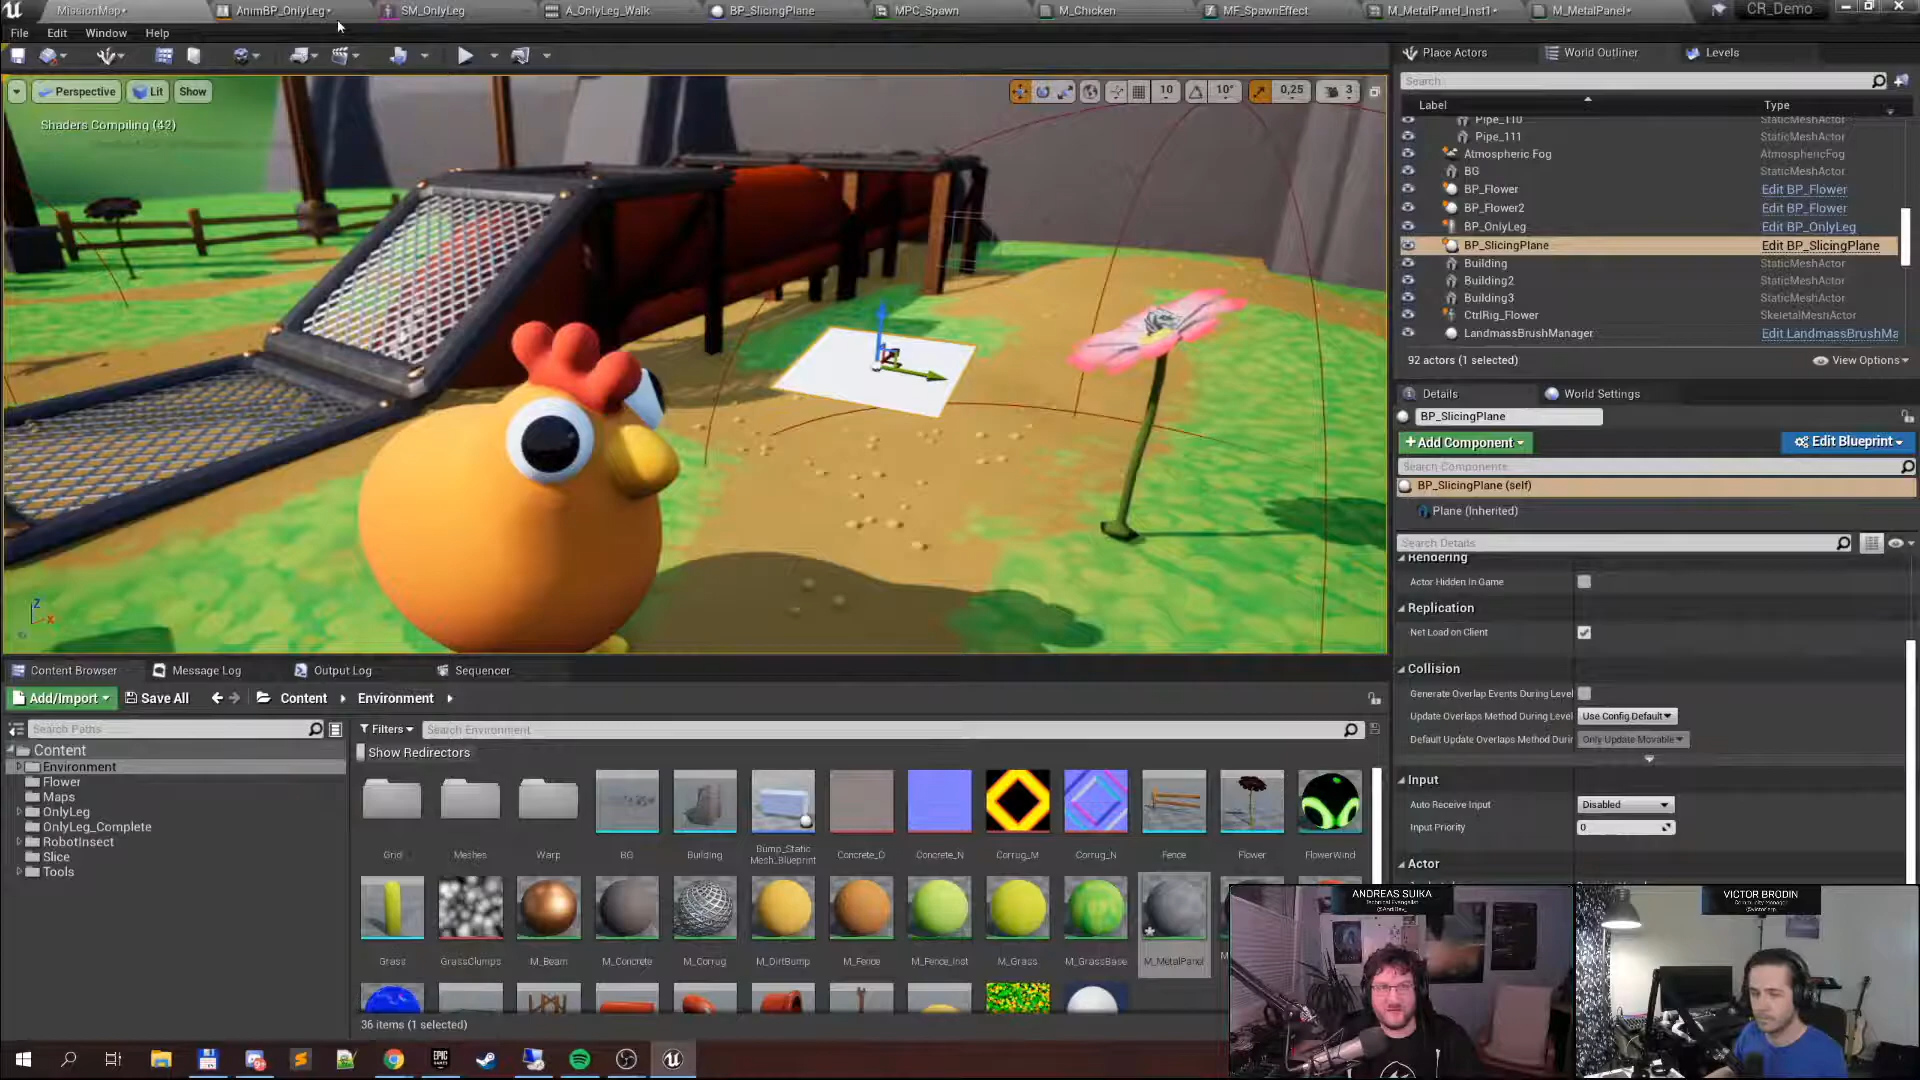 MissionMap•
AnimBP_OnlyLeg•
SM_OnlyLeg
A_OnlyLeg_Walk
BP_SlicingPlane
MPC_Spawn
M_Chicken
MF_SpawnEffect
M_MetalPanel_Inst1•
M_MetalPanel•
CR_Demo
File Edit Window Help
Place Actors World Outliner Levels
Perspective Lit Show
10 10° 0,25 3
Shaders Compiling (42)
Search
Label Type
Pipe_110 StaticMeshActor
Pipe_111 StaticMeshActor
Atmospheric Fog AtmosphericFog
BG StaticMeshActor
BP_Flower Edit BP_Flower
BP_Flower2 Edit BP_Flower
BP_OnlyLeg Edit BP_OnlyLeg
BP_SlicingPlane Edit BP_SlicingPlane
Building StaticMeshActor
Building2 StaticMeshActor
Building3 StaticMeshActor
CtrlRig_Flower SkeletalMeshActor
LandmassBrushManager Edit LandmassBrushMa
92 actors (1 selected) View Options
Details World Settings
BP_SlicingPlane
+Add Component Edit Blueprint
Search Components
BP_SlicingPlane (self)
Plane (Inherited)
Search Details
Rendering
Actor Hidden In Game
Replication
Net Load on Client
Collision
Generate Overlap Events During Level
Update Overlaps Method During Level Use Config Default
Default Update Overlaps Method Durin Only Update Movable
Input
Auto Receive Input Disabled
Input Priority 0
Actor
Z
X
Content Browser Message Log Output Log Sequencer
Add/Import Save All Content Environment
Search Paths
Filters Search Environment
Show Redirectors
Content
Environment
Flower
Maps
OnlyLeg
OnlyLeg_Complete
RobotInsect
Slice
Tools
Grid Meshes Warp BG Building Bump_Static Mesh_Blueprint Concrete_D Concrete_N Corrug_M Corrug_N Fence Flower FlowerWind
Grass GrassClumps M_Beam M_Concrete M_Corrug M_DirtBump M_Fence M_Fence_Inst M_Grass M_GrassBase M_MetalPanel
36 items (1 selected)
ANDREAS SUIKA
Technical Evangelist
VICTOR BRODIN
Community Manager
EPIC
GAMES